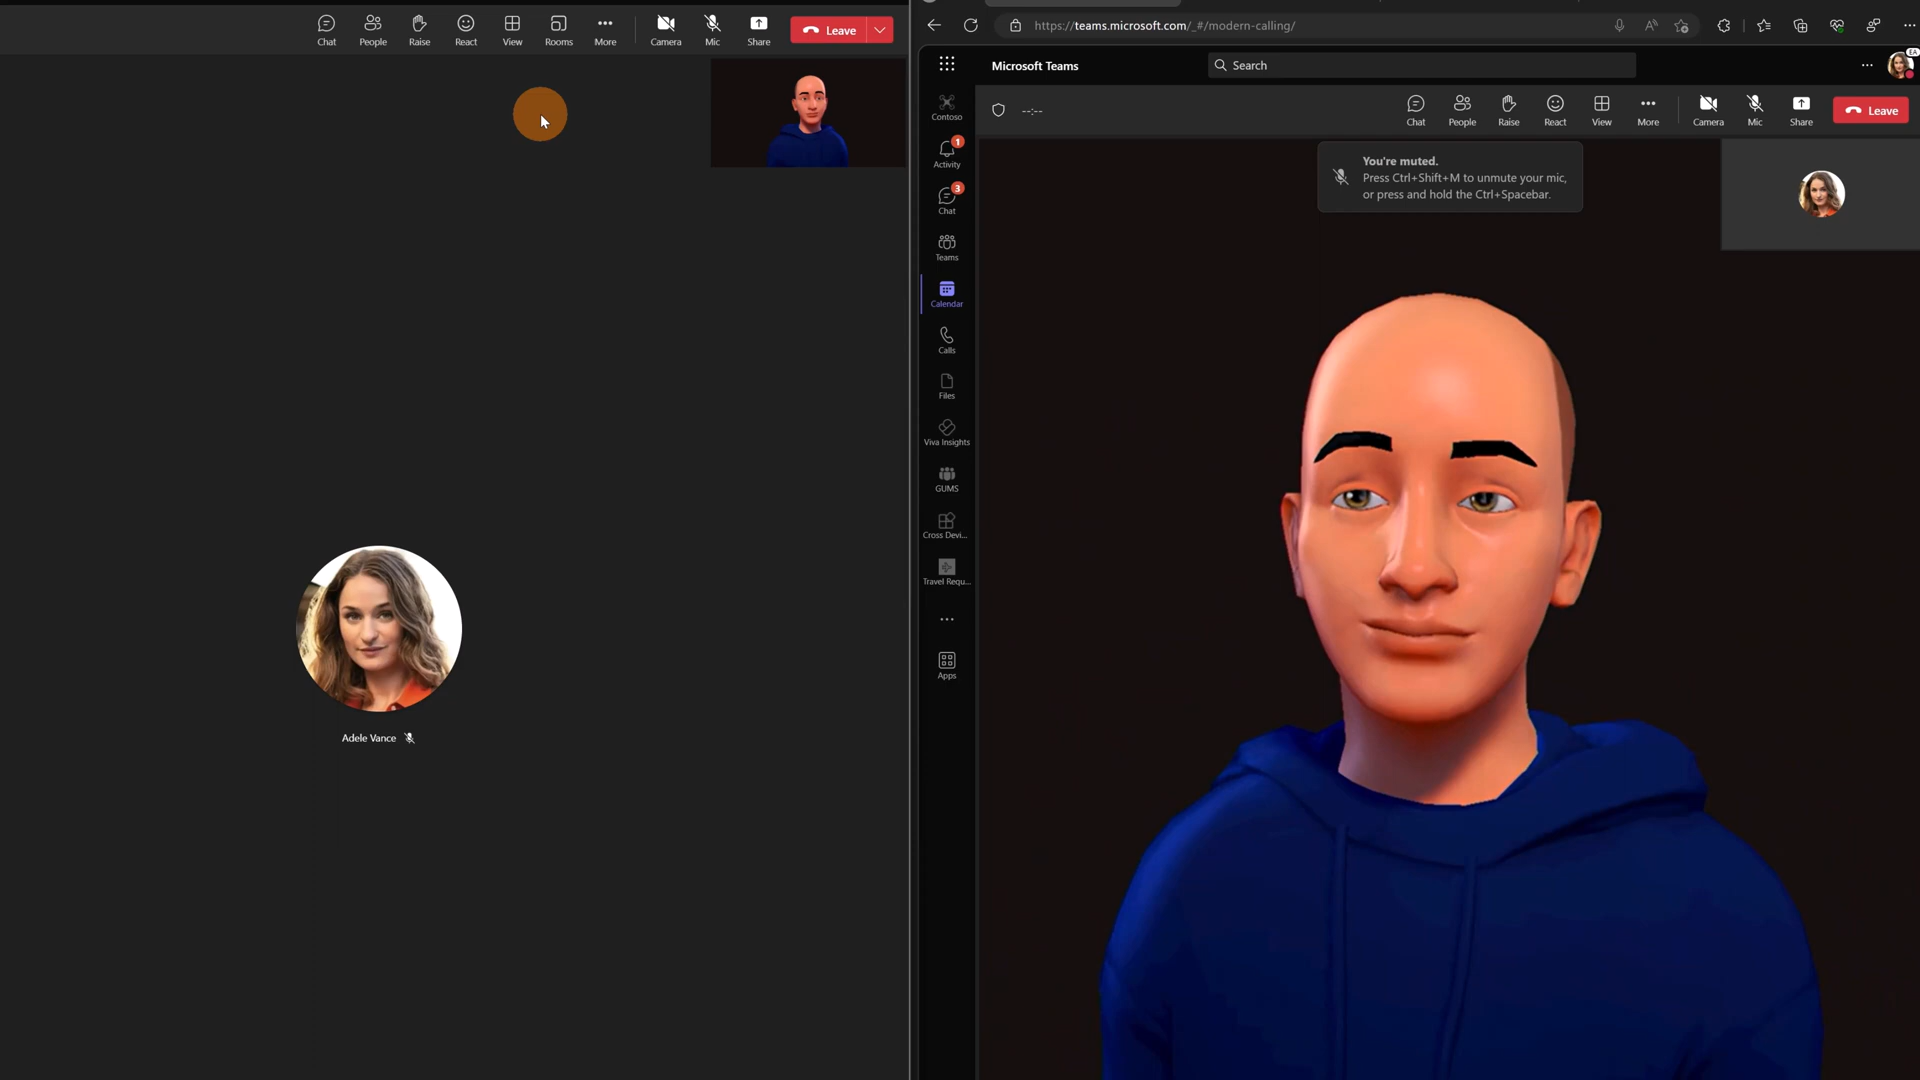 Chat People Raise React View Rooms More Camera Mic Share Leave
Adele Vance
https://teams.microsoft.com/_#/modern-calling/
Microsoft Teams
Search
EA
--:--
Chat People Raise React View More Camera Mic Share Leave
You're muted.
Press Ctrl+Shift+M to unmute your mic,
or press and hold the Ctrl+Spacebar.
Contoso
1
Activity
3
Chat
Teams
Calendar
Calls
Files
Viva Insights
GUMS
Cross Devi...
Travel Requ...
Apps